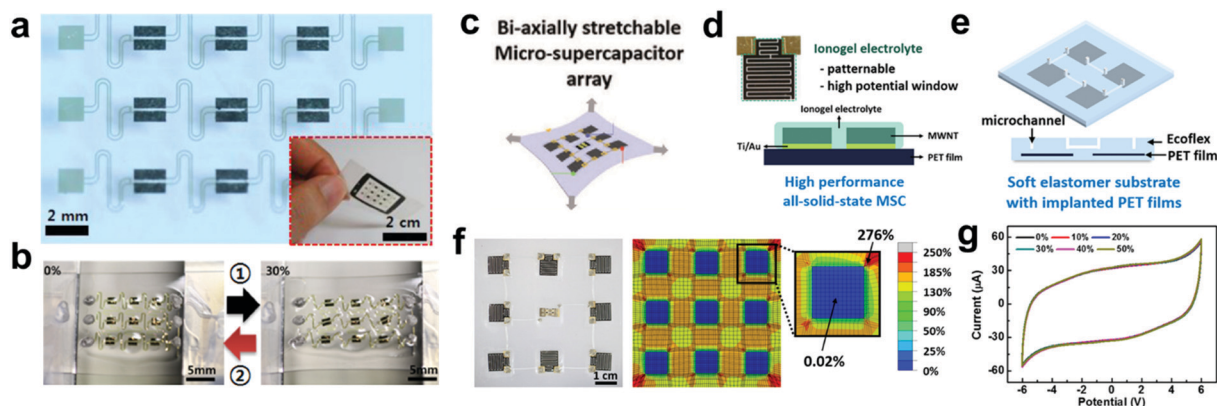 a
2 mm
2 cm
b
0%
①
②
5mm
30%
5mm
c
Bi-axially stretchable
Micro-supercapacitor
array
d
Ionogel electrolyte
- patternable
- high potential window
Ionogel electrolyte
MWNT
Ti/Au
PET film
High performance
all-solid-state MSC
e
microchannel
Ecoflex
PET film
Soft elastomer substrate
with implanted PET films
f
1 cm
276%
0.02%
250%
185%
130%
90%
50%
25%
0%
g
0% 10% 20%
30% 40% 50%
Current (μA)
60
30
0
-30
-60
-6 -4 -2 0 2 4 6
Potential (V)